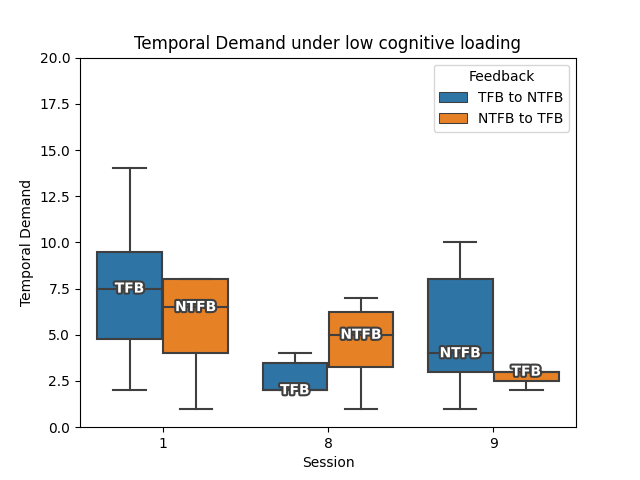 Temporal Demand under low cognitive loading
Feedback
TFB to NTFB
NTFB to TFB
Temporal Demand
20.0
17.5
15.0
12.5
10.0
7.5
5.0
2.5
0.0
TFB
NTFB
TFB
NTFB
NTFB
TFB
1
8
9
Session